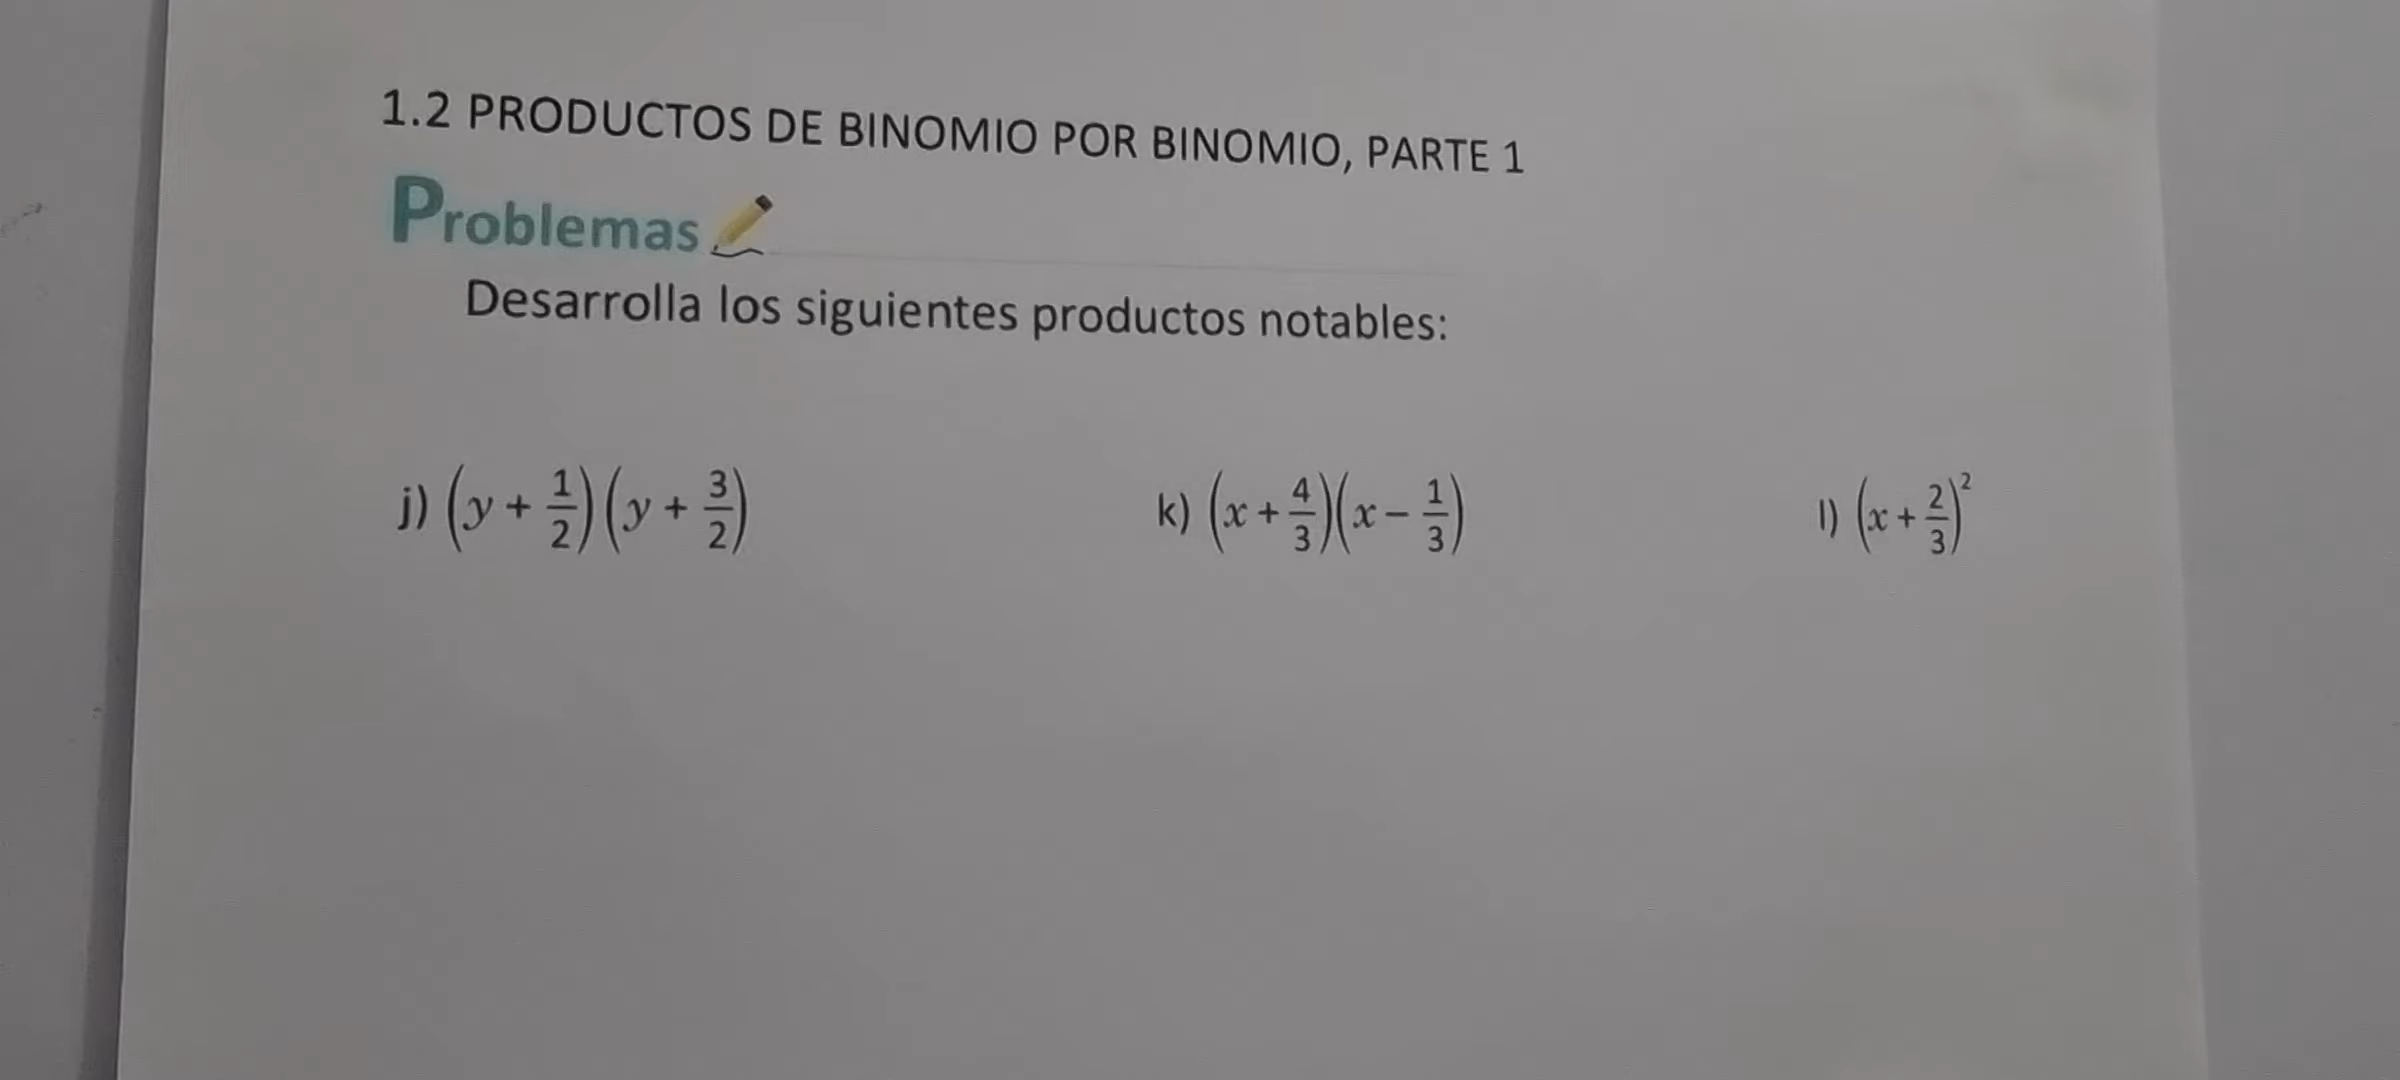 1.2 PRODUCTOS DE BINOMIO POR BINOMIO, PARTE 1
Problemas
Desarrolla los siguientes productos notables:
j) (y + 1/2)(y + 3/2) k) (x + 4/3)(x − 1/3) l) (x + 2/3)²